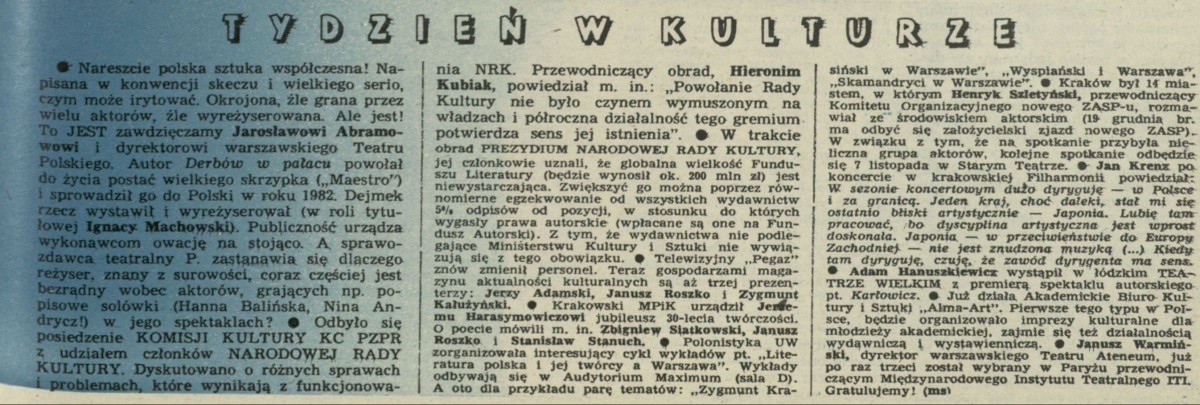 TYDZIEŃ W KULTURZE
● Nareszcie polska sztuka współczesna! Na-
pisana w konwencji skeczu i wielkiego serio,
czym może irytować. Okrojona, źle grana przez
wielu aktorów, źle wyreżyserowana. Ale jest!
To JEST zawdzięczamy Jarosławowi Abramo-
wowi i dyrektorowi warszawskiego Teatru
Polskiego. Autor Derbów w pałacu powołał
do życia postać wielkiego skrzypka („Maestro")
i sprowadził go do Polski w roku 1982. Dejmek
rzecz wystawił i wyreżyserował (w roli tytu-
łowej Ignacy Machowski). Publiczność urządza
wykonawcom owację na stojąco. A sprawo-
zdawca teatralny P. zastanawia się dlaczego
reżyser, znany z surowości, coraz częściej jest
bezradny wobec aktorów, grających np. po-
pisowe solówki (Hanna Balińska, Nina An-
drycz!) w jego spektaklach? ● Odbyło się
posiedzenie KOMISJI KULTURY KC PZPR
z udziałem członków NARODOWEJ RADY
KULTURY. Dyskutowano o różnych sprawach
i problemach, które wynikają z funkcjonowa-
nia NRK. Przewodniczący obrad, Hieronim
Kubiak, powiedział m. in.: „Powołanie Rady
Kultury nie było czynem wymuszonym na
władzach i półroczna działalność tego gremium
potwierdza sens jej istnienia". ● W trakcie
obrad PREZYDIUM NARODOWEJ RADY KULTURY,
jej członkowie uznali, że globalna wielkość Fundu-
szu Literatury (będzie wynosił ok. 200 mln zł) jest
niewystarczająca. Zwiększyć go można poprzez rów-
nomierne egzekwowanie od wszystkich wydawnictw
5% odpisów od pozycji, w stosunku do których
wygasły prawa autorskie (wpłacane są one na Fun-
dusz Autorski). Z tym, że wydawnictwa nie podle-
gające Ministerstwu Kultury i Sztuki nie wywią-
zują się z tego obowiązku. ● Telewizyjny „Pegaz"
znów zmienił personel. Teraz gospodarzami maga-
zynu aktualności kulturalnych są aż trzej prezen-
terzy: Jerzy Adamski, Janusz Roszko i Zygmunt
Kałużyński. ● Krakowski MPiK urządził Jerze-
mu Harasymowiczowi jubileusz 30-lecia twórczości.
O poecie mówili m. in. Zbigniew Siatkowski, Janusz
Roszko i Stanisław Stanuch. ● Polonistyka UW
zorganizowała interesujący cykl wykładów pt. „Lite-
ratura polska i jej twórcy a Warszawa". Wykłady
odbywają się w Audytorium Maximum (sala D).
A oto dla przykładu parę tematów: „Zygmunt Kra-
siński w Warszawie", „Wyspiański i Warszawa",
„Skamandryci w Warszawie". ● Kraków był 14 mia-
stem, w którym Henryk Szletyński, przewodniczący
Komitetu Organizacyjnego nowego ZASP-u, rozma-
wiał ze środowiskiem aktorskim (19 grudnia br.
ma odbyć się założycielski zjazd nowego ZASP).
W związku z tym, że na spotkanie przybyła nie-
liczna grupa aktorów, kolejne spotkanie odbędzie
się 7 listopada w Starym Teatrze. ● Jan Krenz po
koncercie w krakowskiej Filharmonii powiedział:
W sezonie koncertowym dużo dyryguję — w Polsce
i za granicą. Jeden kraj, choć daleki, stał mi się
ostatnio bliski artystycznie — Japonia. Lubię tam
pracować, bo dyscyplina artystyczna jest wprost
doskonała. Japonia — w przeciwieństwie do Europy
Zachodniej — nie jest znudzona muzyką (...) Kiedy
tam dyryguję, czuję, że zawód dyrygenta ma sens.
● Adam Hanuszkiewicz wystąpił w łódzkim TEA-
TRZE WIELKIM z premierą spektaklu autorskiego
pt. Karłowicz. ● Już działa Akademickie Biuro Kul-
tury i Sztuki „Alma-Art". Pierwsze tego typu w Pol-
sce, będzie organizowało imprezy kulturalne dla
młodzieży akademickiej, zajmie się też działalnością
wydawniczą i wystawienniczą. ● Janusz Warmiń-
ski, dyrektor warszawskiego Teatru Ateneum, już
po raz trzeci został wybrany w Paryżu przewodni-
czącym Międzynarodowego Instytutu Teatralnego ITI.
Gratulujemy! (ms)